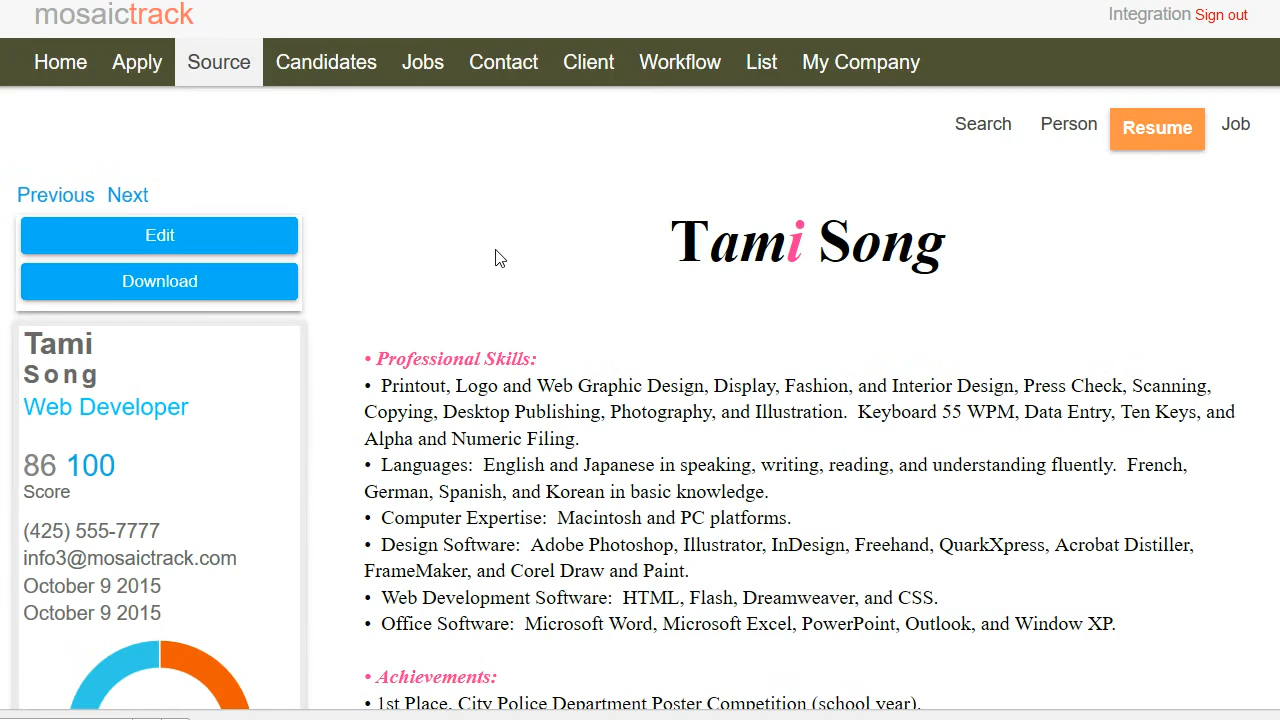 mosaictrack
Integration Sign out
Home Apply Source Candidates Jobs Contact Client Workflow List My Company
Search Person Resume Job
Previous Next
Edit
Download
Tami
Song
Web Developer
86 100
Score
(425) 555-7777
info3@mosaictrack.com
October 9 2015
October 9 2015
Tami Song
• Professional Skills:
• Printout, Logo and Web Graphic Design, Display, Fashion, and Interior Design, Press Check, Scanning,
Copying, Desktop Publishing, Photography, and Illustration. Keyboard 55 WPM, Data Entry, Ten Keys, and
Alpha and Numeric Filing.
• Languages: English and Japanese in speaking, writing, reading, and understanding fluently. French,
German, Spanish, and Korean in basic knowledge.
• Computer Expertise: Macintosh and PC platforms.
• Design Software: Adobe Photoshop, Illustrator, InDesign, Freehand, QuarkXpress, Acrobat Distiller,
FrameMaker, and Corel Draw and Paint.
• Web Development Software: HTML, Flash, Dreamweaver, and CSS.
• Office Software: Microsoft Word, Microsoft Excel, PowerPoint, Outlook, and Window XP.
• Achievements:
• 1st Place, City Police Department Poster Competition (school year).